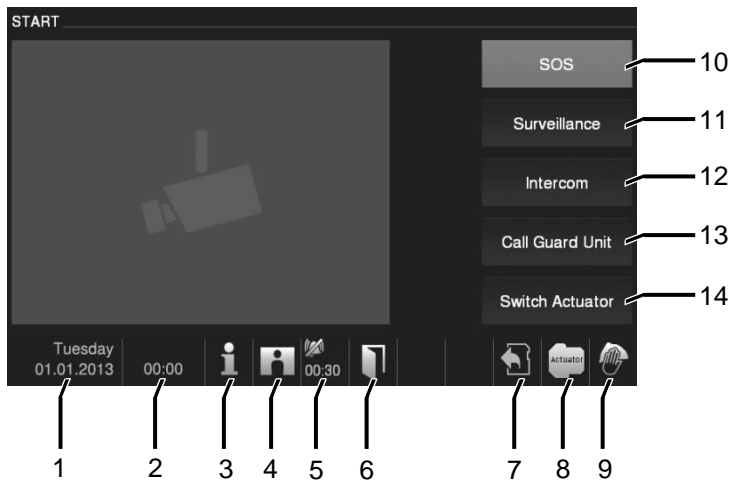 START
SOS
10
Surveillance
11
Intercom
12
Call Guard Unit
13
Switch Actuator
14
Tuesday
01.01.2013
00:00
00:30
Actuator
1 2 3 4 5 6 7 8 9